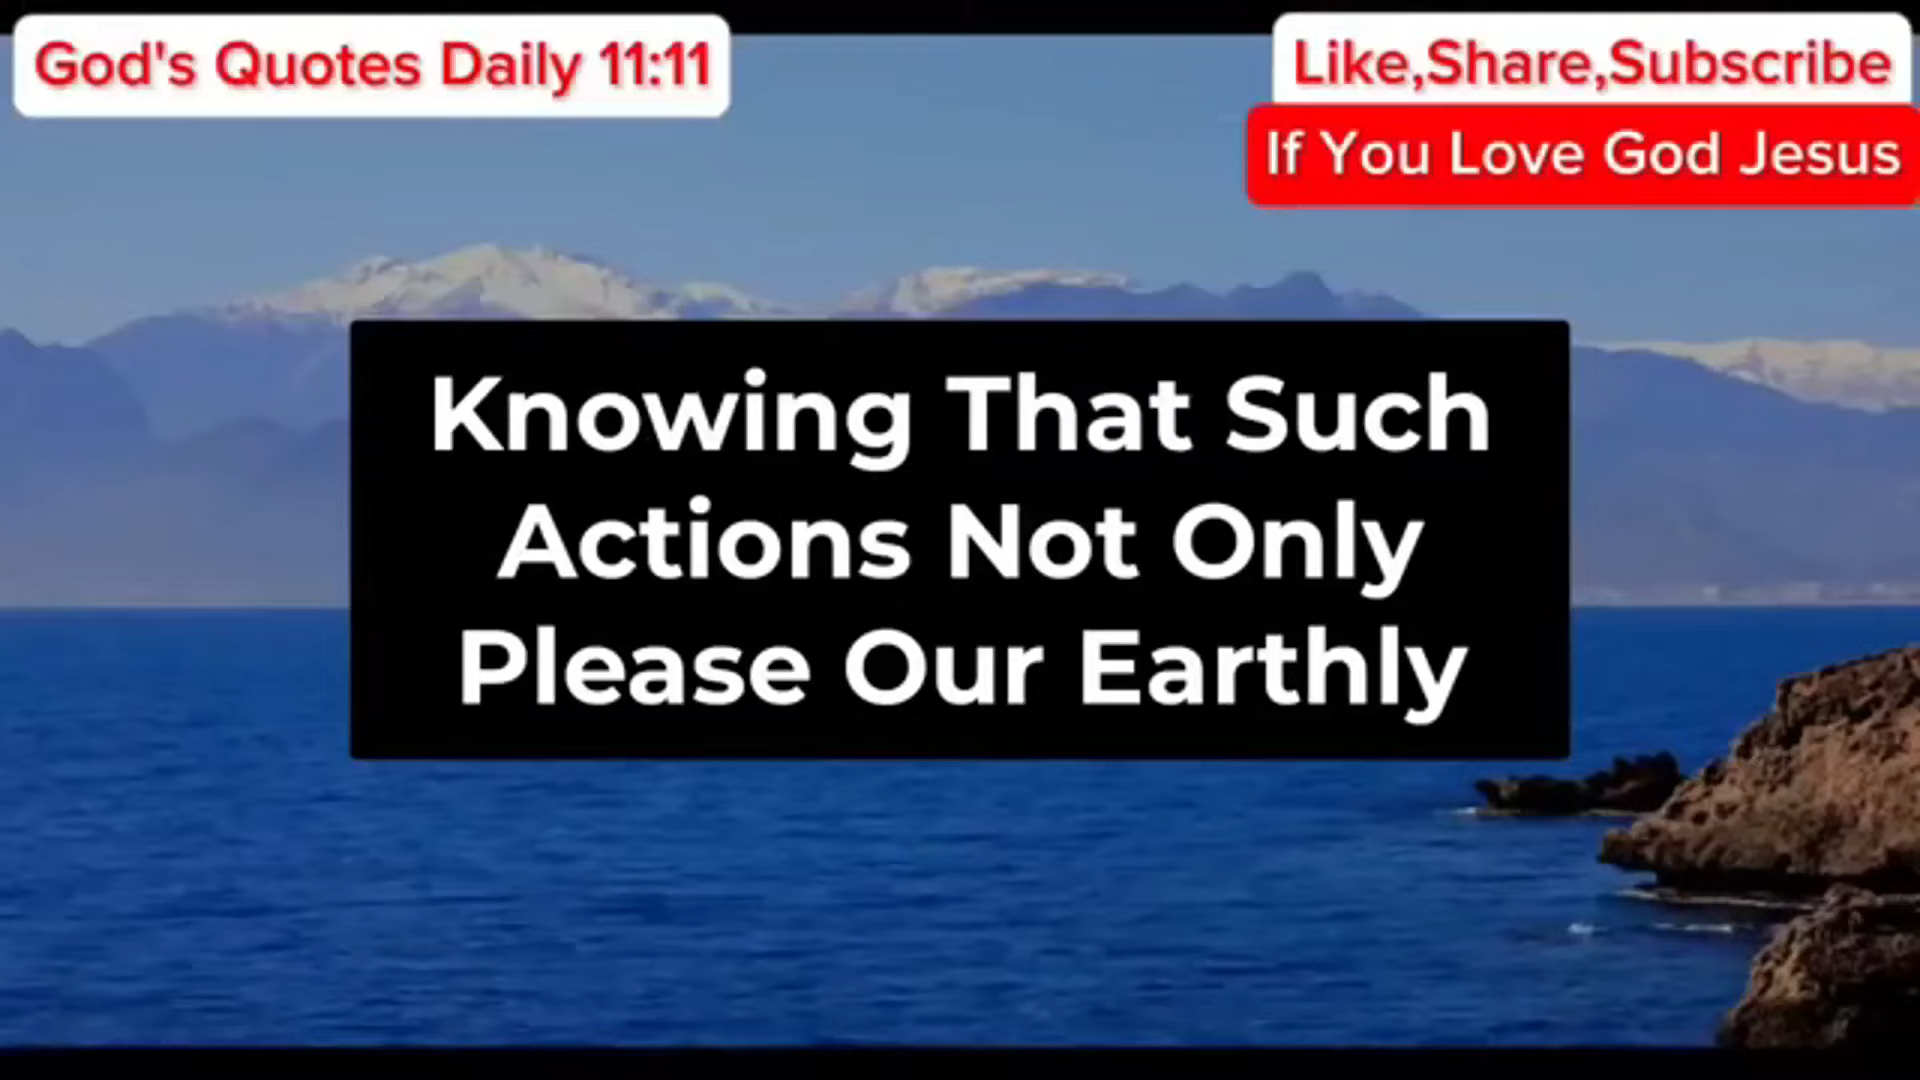 God's Quotes Daily 11:11
Like,Share,Subscribe
If You Love God Jesus
Knowing That Such
Actions Not Only
Please Our Earthly